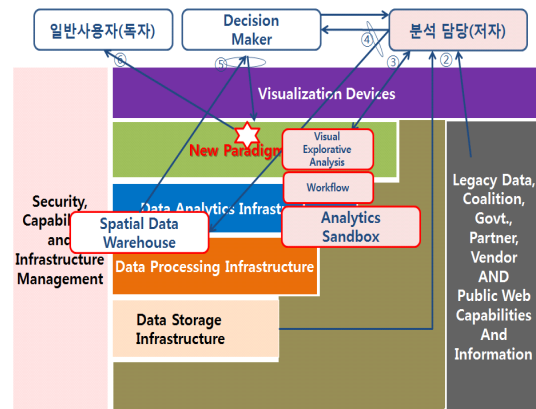 일반사용자(독자)
Decision
Maker
분석 담당(저자)
④
⑥
⑤
③
②
Visualization Devices
New Paradigm
Visual
Explorative
Analysis
Workflow
Data Analytics Infrastr
Analytics
Sandbox
Spatial Data
Warehouse
Security,
Capabili
and
Infrastructure
Management
Data Processing Infrastructure
Data Storage
Infrastructure
Legacy Data,
Coalition,
Govt.,
Partner,
Vendor
AND
Public Web
Capabilities
And
Information